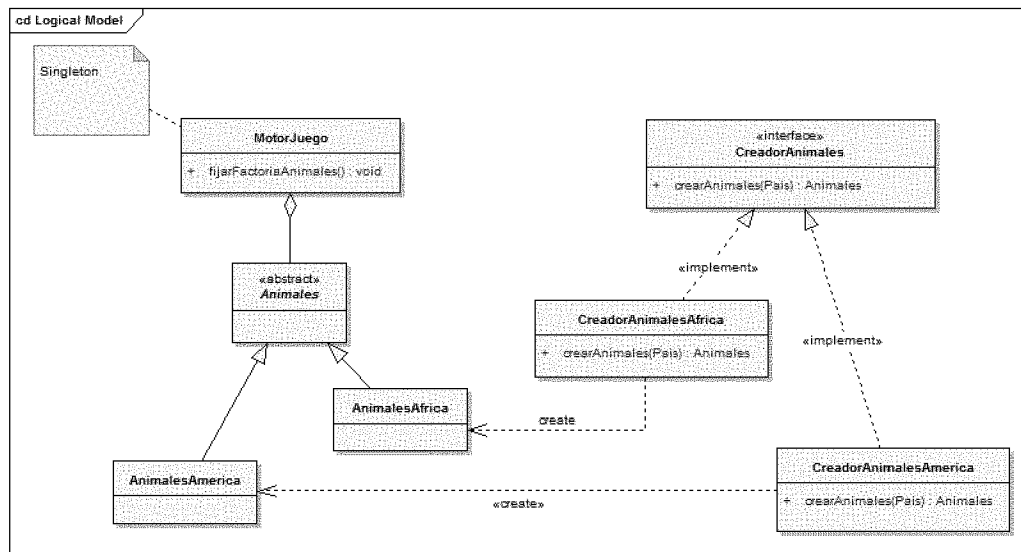 cd Logical Model
Singleton
MotorJuego
+ fijarFactoriaAnimales() : void
«interface»
CreadorAnimales
+ crearAnimales(Pais) : Animales
«abstract»
Animales
«implement»
CreadorAnimalesAfrica
+ crearAnimales(Pais) : Animales
«implement»
AnimalesAfrica
create
AnimalesAmerica
CreadorAnimalesAmerica
+ crearAnimales(Pais) : Animales
«create»